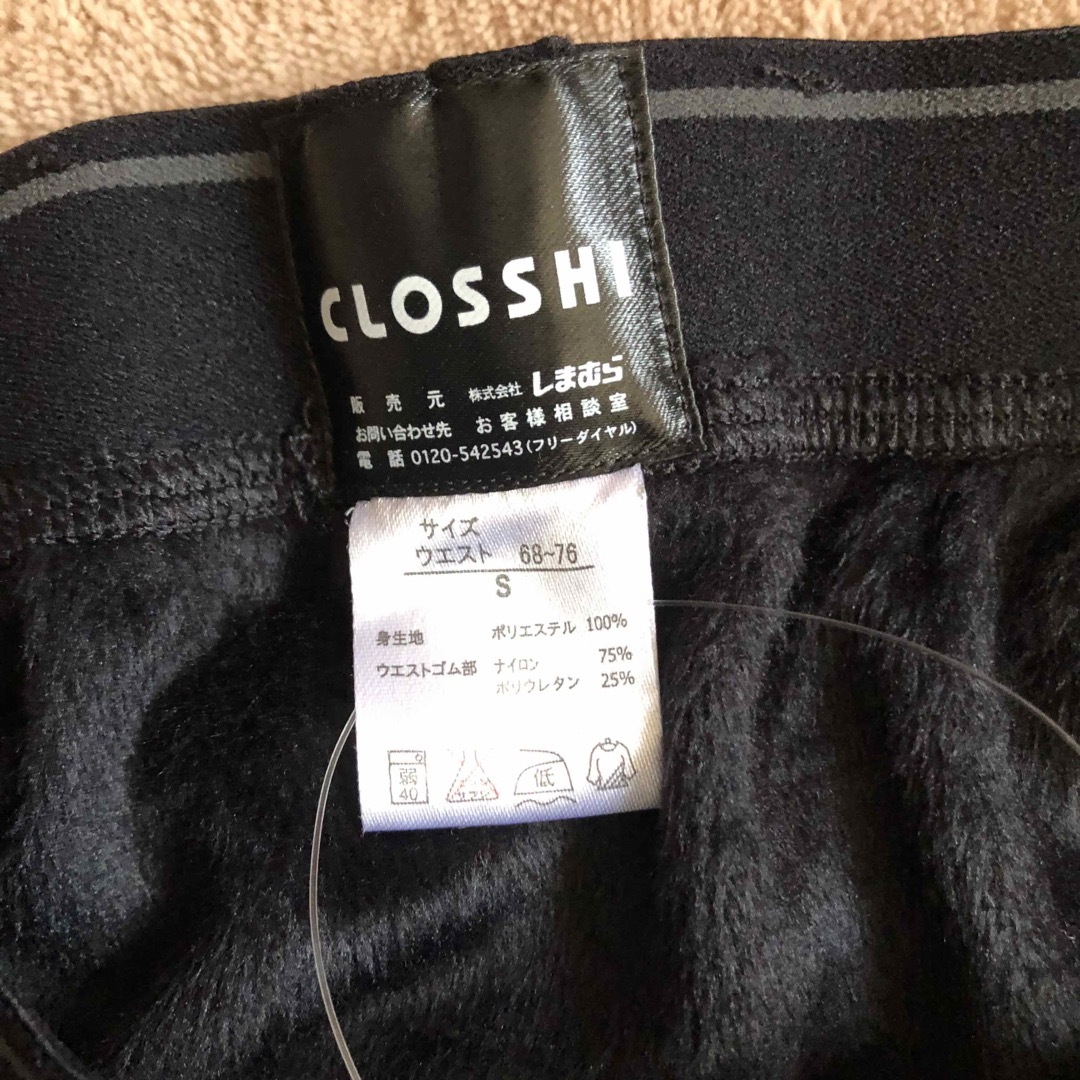 CLOSSHI
販売元 株式会社 しまむら
お問い合わせ先 お客様相談室
電話 0120-542543(フリーダイヤル)
サイズ
ウエスト 68~76
S
身生地 ポリエステル 100%
ウエストゴム部 ナイロン 75%
ポリウレタン 25%
弱
40
エンソ
低